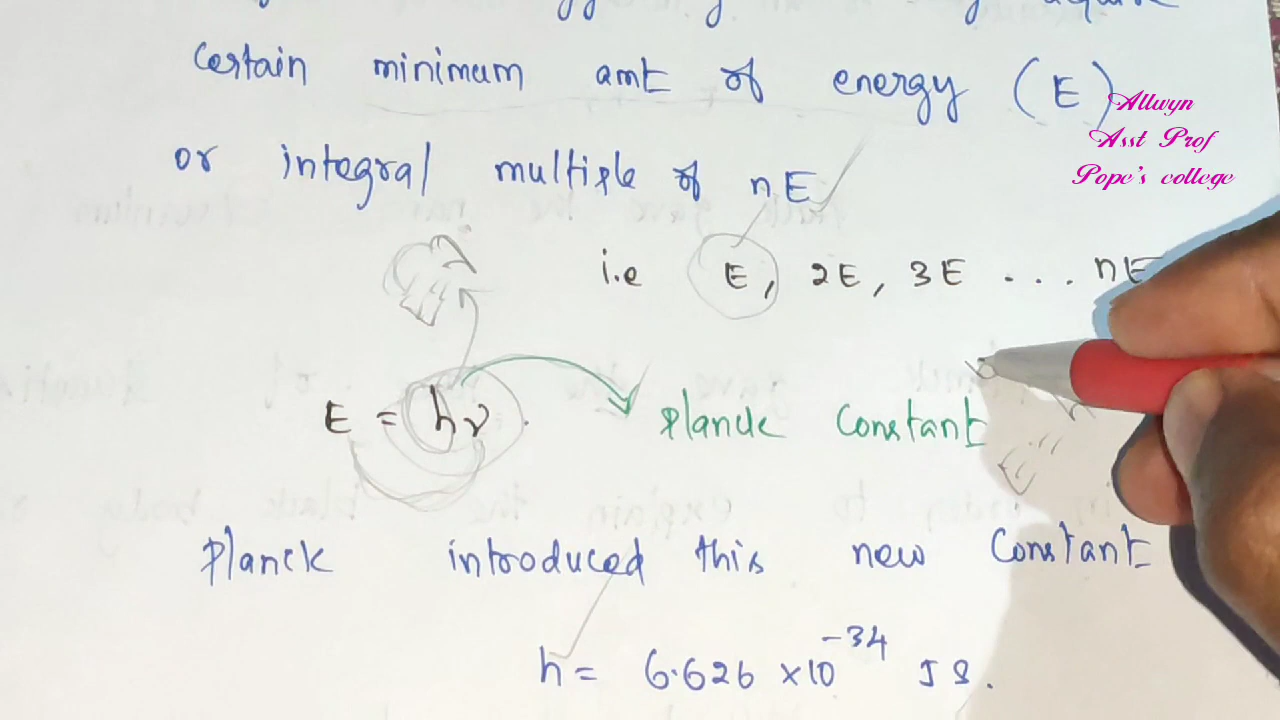 certain minimum amt of energy (E)
Allwyn
Asst Prof
Pope's college
or integral multiple of nE
i.e E, 2E, 3E ... nE
E = hν
Planck Constant
Planck introduced this new Constant
h = 6.626 ×10⁻³⁴ J S.